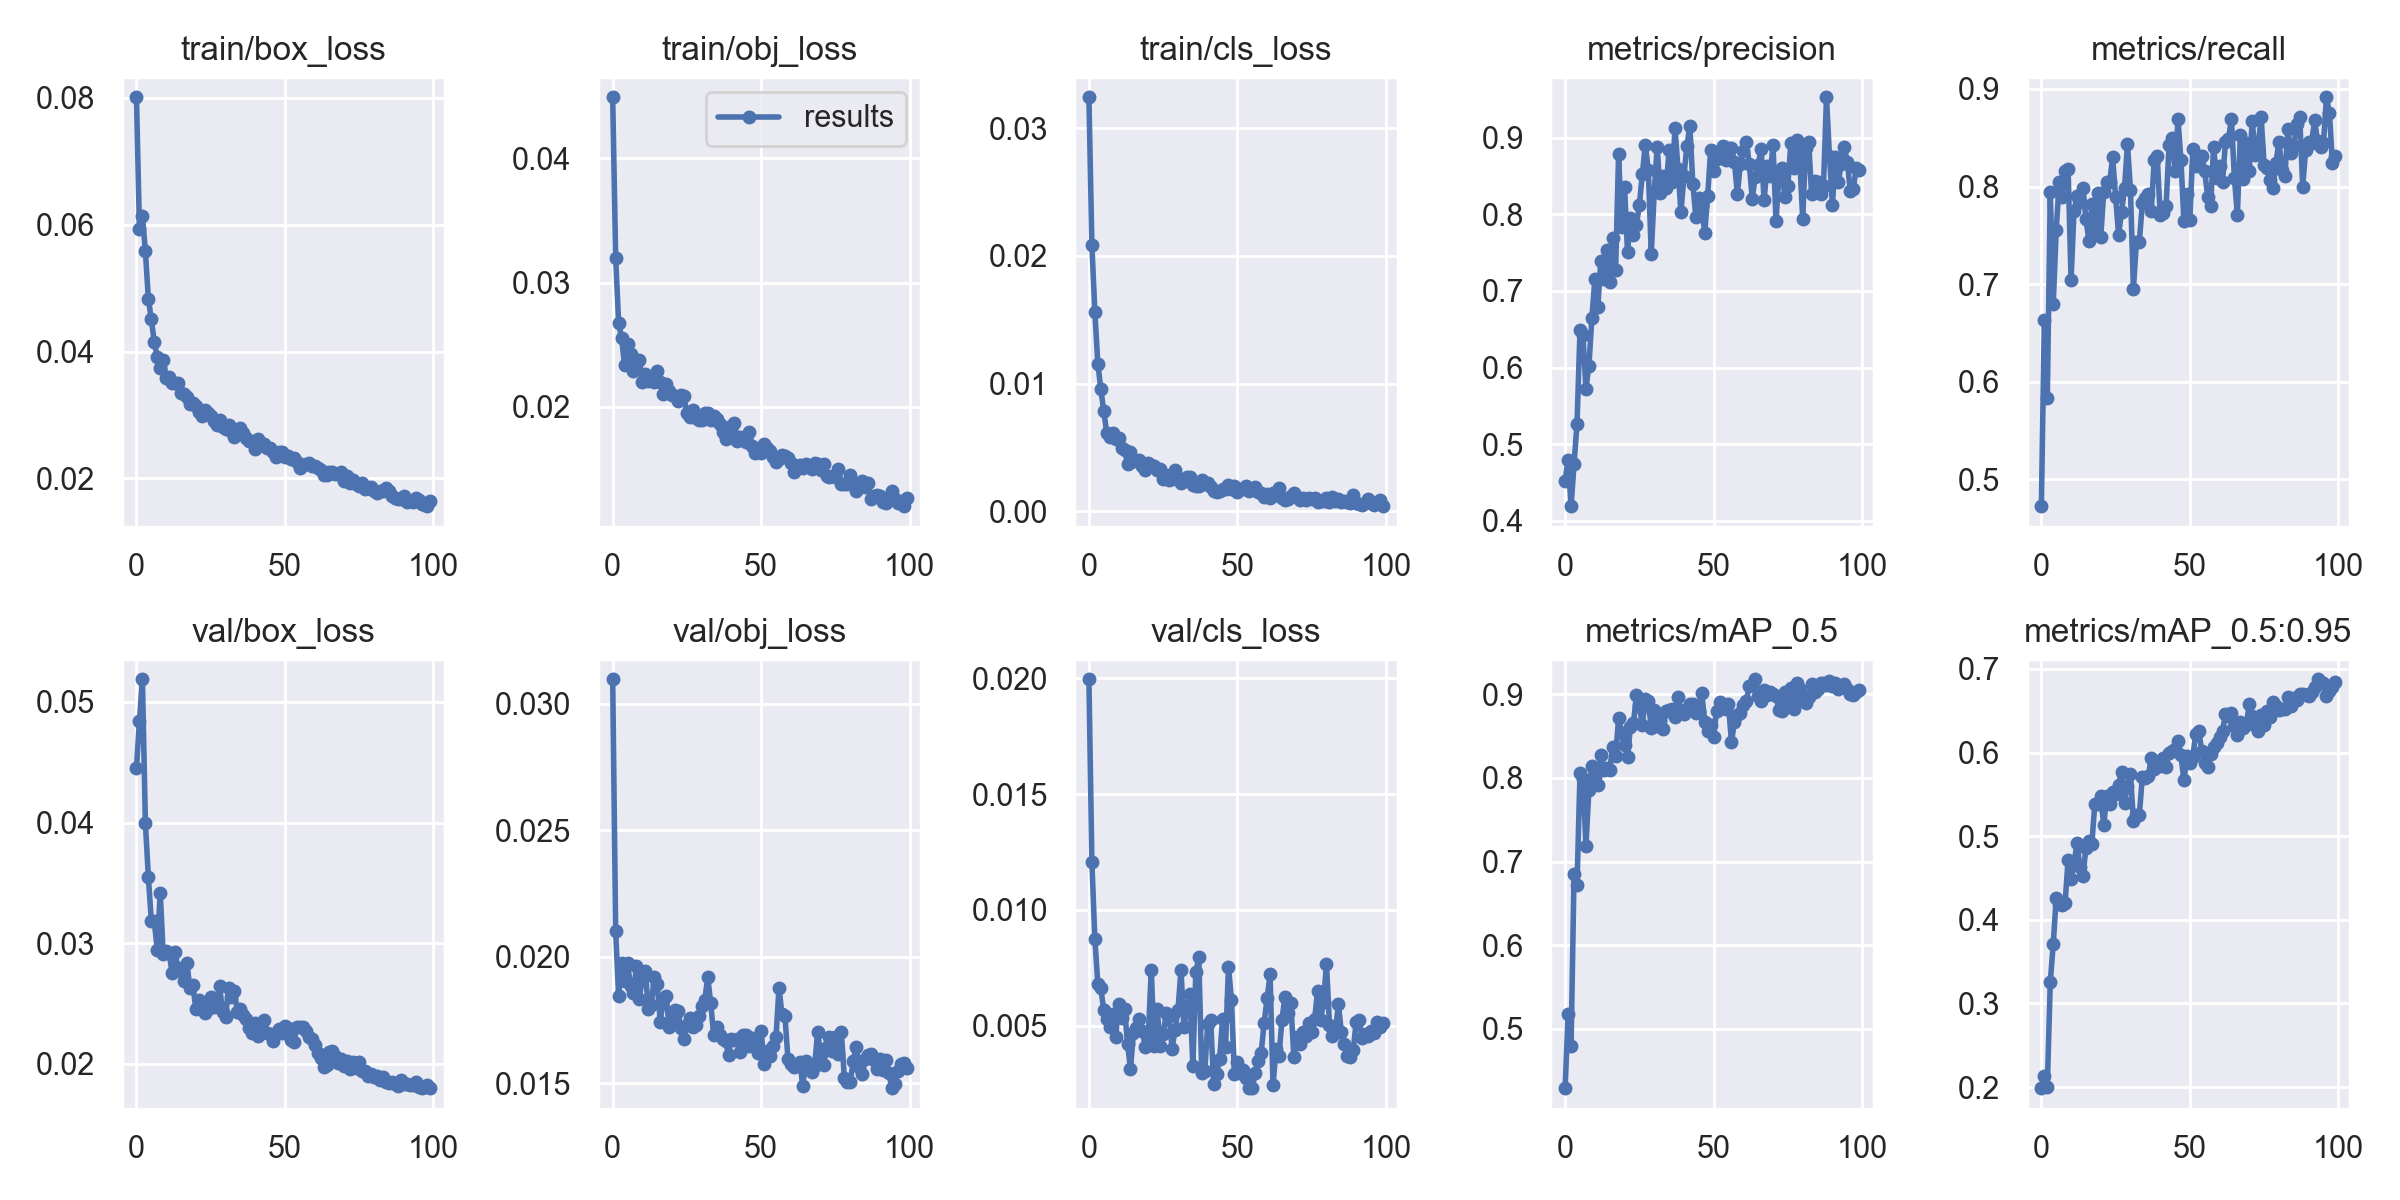 train/box_loss
train/obj_loss
train/cls_loss
metrics/precision
metrics/recall
0.08
0.06
0.04
0.02
0 50 100
results
0.04
0.03
0.02
0 50 100
0.03
0.02
0.01
0.00
0 50 100
0.9
0.8
0.7
0.6
0.5
0.4
0 50 100
0.9
0.8
0.7
0.6
0.5
0 50 100
val/box_loss
val/obj_loss
val/cls_loss
metrics/mAP_0.5
metrics/mAP_0.5:0.95
0.05
0.04
0.03
0.02
0 50 100
0.030
0.025
0.020
0.015
0 50 100
0.020
0.015
0.010
0.005
0 50 100
0.9
0.8
0.7
0.6
0.5
0 50 100
0.7
0.6
0.5
0.4
0.3
0.2
0 50 100